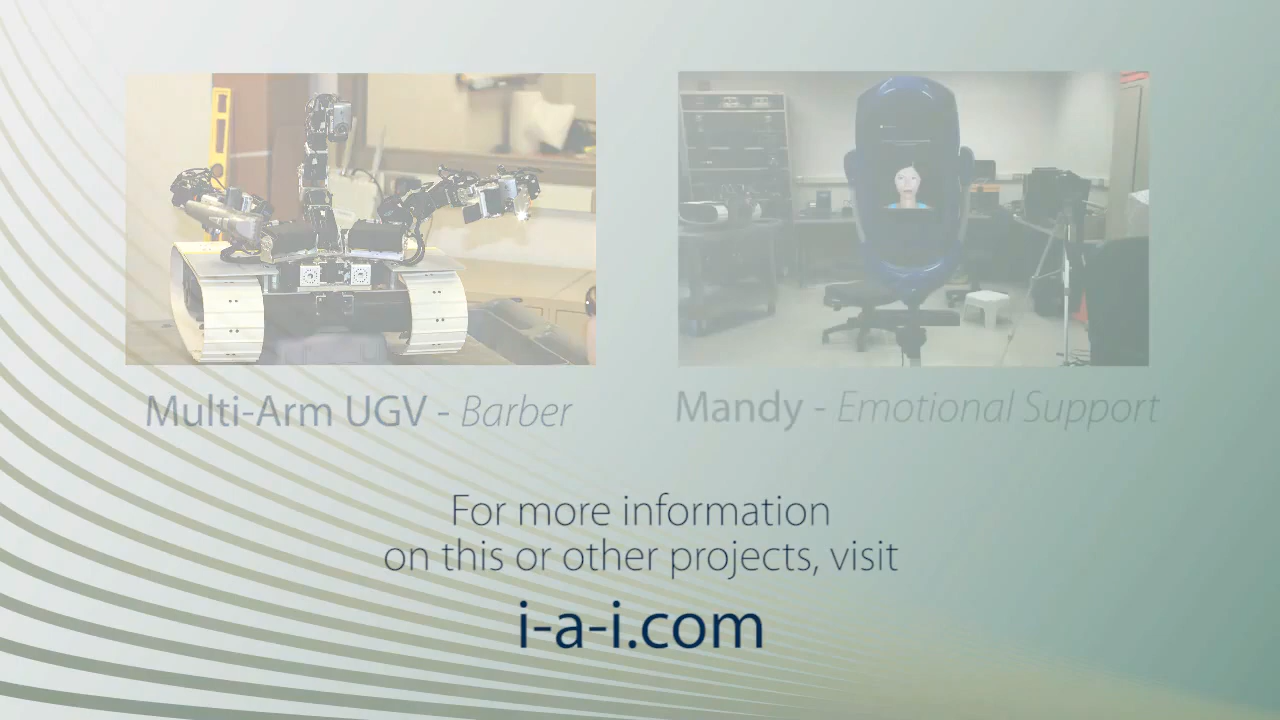 Multi-Arm UGV - Barber
Mandy - Emotional Support
For more information
on this or other projects, visit
i-a-i.com